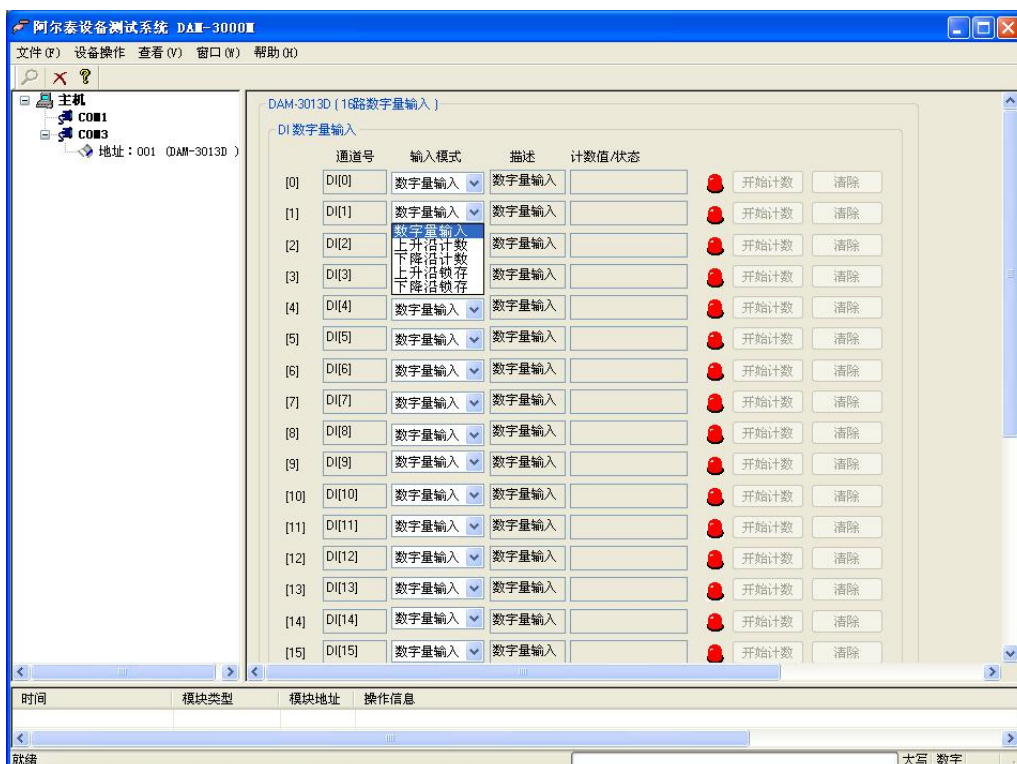 阿尔泰设备测试系统 DAM-3000M
文件(F) 设备操作 查看(V) 窗口(W) 帮助(H)
主机
COM1
COM3
地址：001 (DAM-3013D )
DAM-3013D ( 16路数字量输入 )
DI 数字量输入
通道号 输入模式 描述 计数值/状态
[0] DI[0] 数字量输入 数字量输入 开始计数 清除
[1] DI[1] 数字量输入 数字量输入 开始计数 清除
数字量输入
上升沿计数
下降沿计数
上升沿锁存
下降沿锁存
[2] DI[2] 数字量输入 开始计数 清除
[3] DI[3] 数字量输入 开始计数 清除
[4] DI[4] 数字量输入 数字量输入 开始计数 清除
[5] DI[5] 数字量输入 数字量输入 开始计数 清除
[6] DI[6] 数字量输入 数字量输入 开始计数 清除
[7] DI[7] 数字量输入 数字量输入 开始计数 清除
[8] DI[8] 数字量输入 数字量输入 开始计数 清除
[9] DI[9] 数字量输入 数字量输入 开始计数 清除
[10] DI[10] 数字量输入 数字量输入 开始计数 清除
[11] DI[11] 数字量输入 数字量输入 开始计数 清除
[12] DI[12] 数字量输入 数字量输入 开始计数 清除
[13] DI[13] 数字量输入 数字量输入 开始计数 清除
[14] DI[14] 数字量输入 数字量输入 开始计数 清除
[15] DI[15] 数字量输入 数字量输入 开始计数 清除
时间 模块类型 模块地址 操作信息
就绪 大写 数字